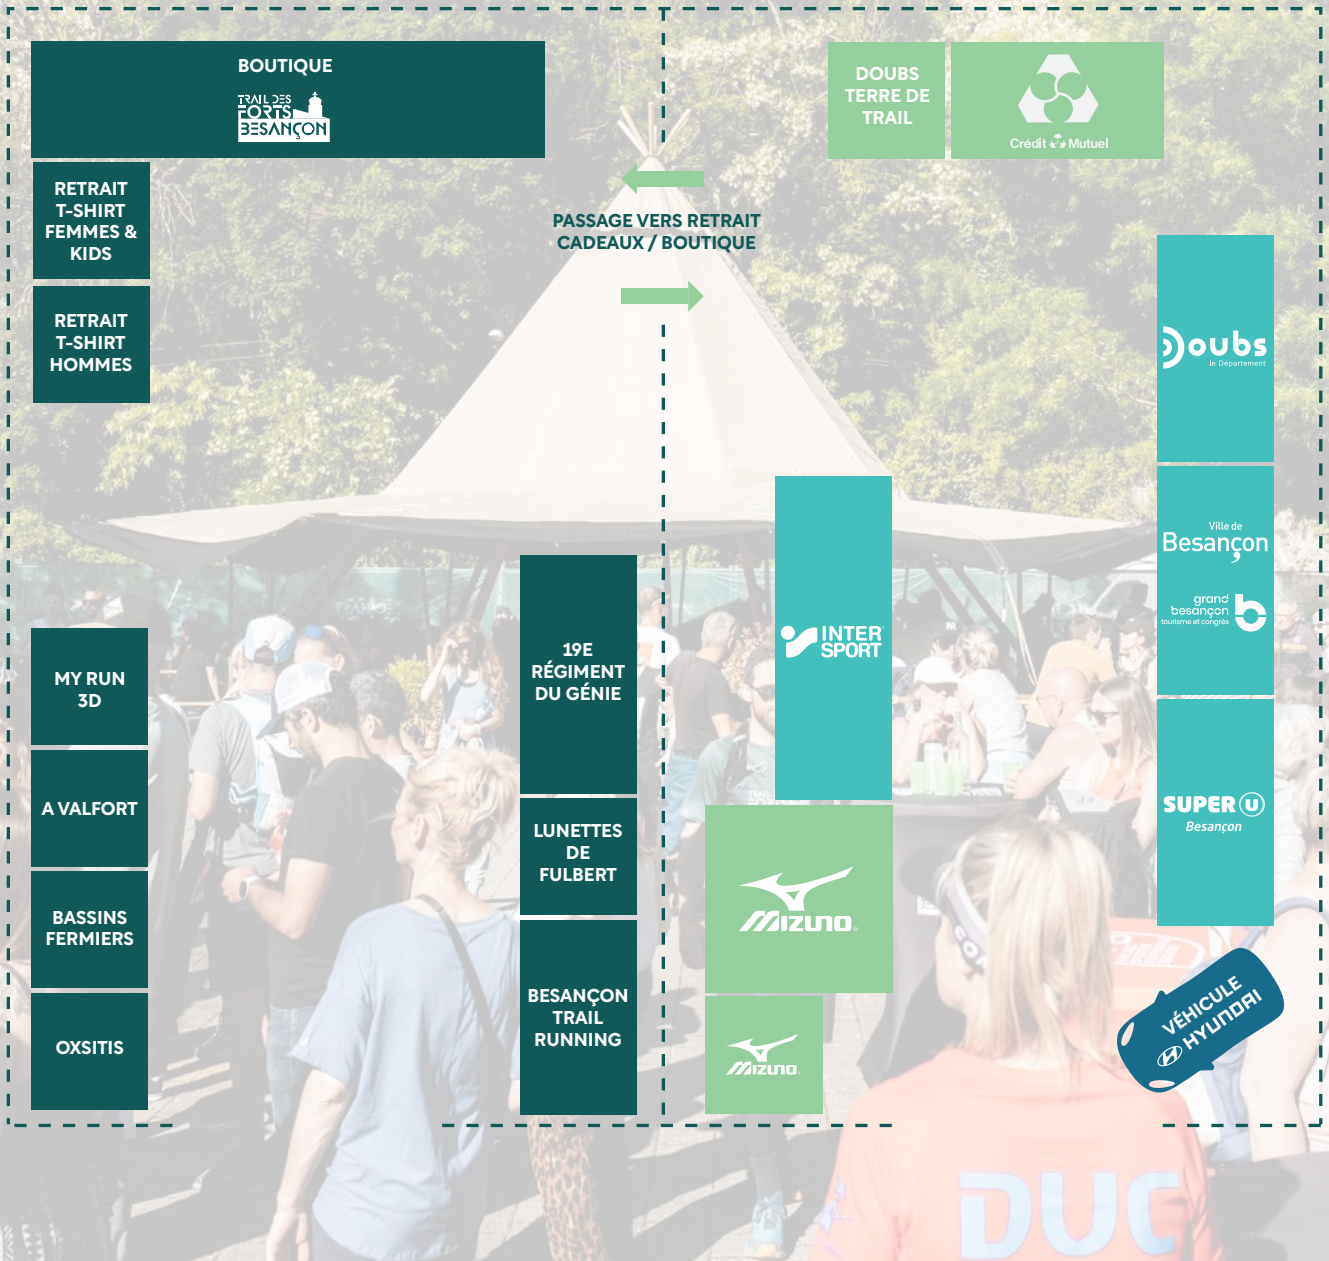 BOUTIQUE
TRAIL DES
FORTS
BESANÇON
RETRAIT
T-SHIRT
FEMMES &
KIDS
RETRAIT
T-SHIRT
HOMMES
PASSAGE VERS RETRAIT
CADEAUX / BOUTIQUE
DOUBS
TERRE DE
TRAIL
Crédit Mutuel
Doubs
le Département
Ville de
Besançon
grand
besançon
tourisme et congrès
b
SUPER U
Besançon
VÉHICULE
HYUNDAI
INTER
SPORT
MIZUNO
MIZUNO
19E
RÉGIMENT
DU GÉNIE
LUNETTES
DE
FULBERT
BESANÇON
TRAIL
RUNNING
MY RUN
3D
A VALFORT
BASSINS
FERMIERS
OXSITIS
DUC